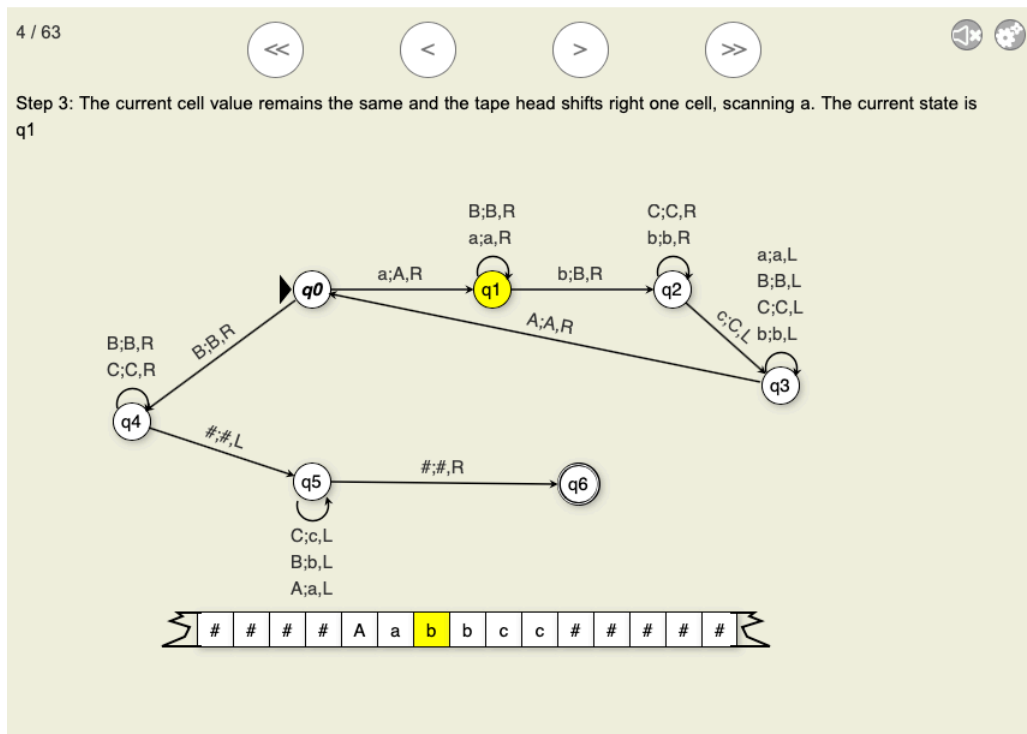 4 / 63
<<
<
>
>>
Step 3: The current cell value remains the same and the tape head shifts right one cell, scanning a. The current state is
q1
B;B,R
a;a,R
C;C,R
b;b,R
a;a,L
B;B,L
C;C,L
b;b,L
q0
a;A,R
q1
b;B,R
q2
c;C,L
A;A,R
q3
B;B,R
C;C,R
B;B,R
q4
#;#,L
q5
#;#,R
q6
C;c,L
B;b,L
A;a,L
# # # # A a b b c c # # # # #